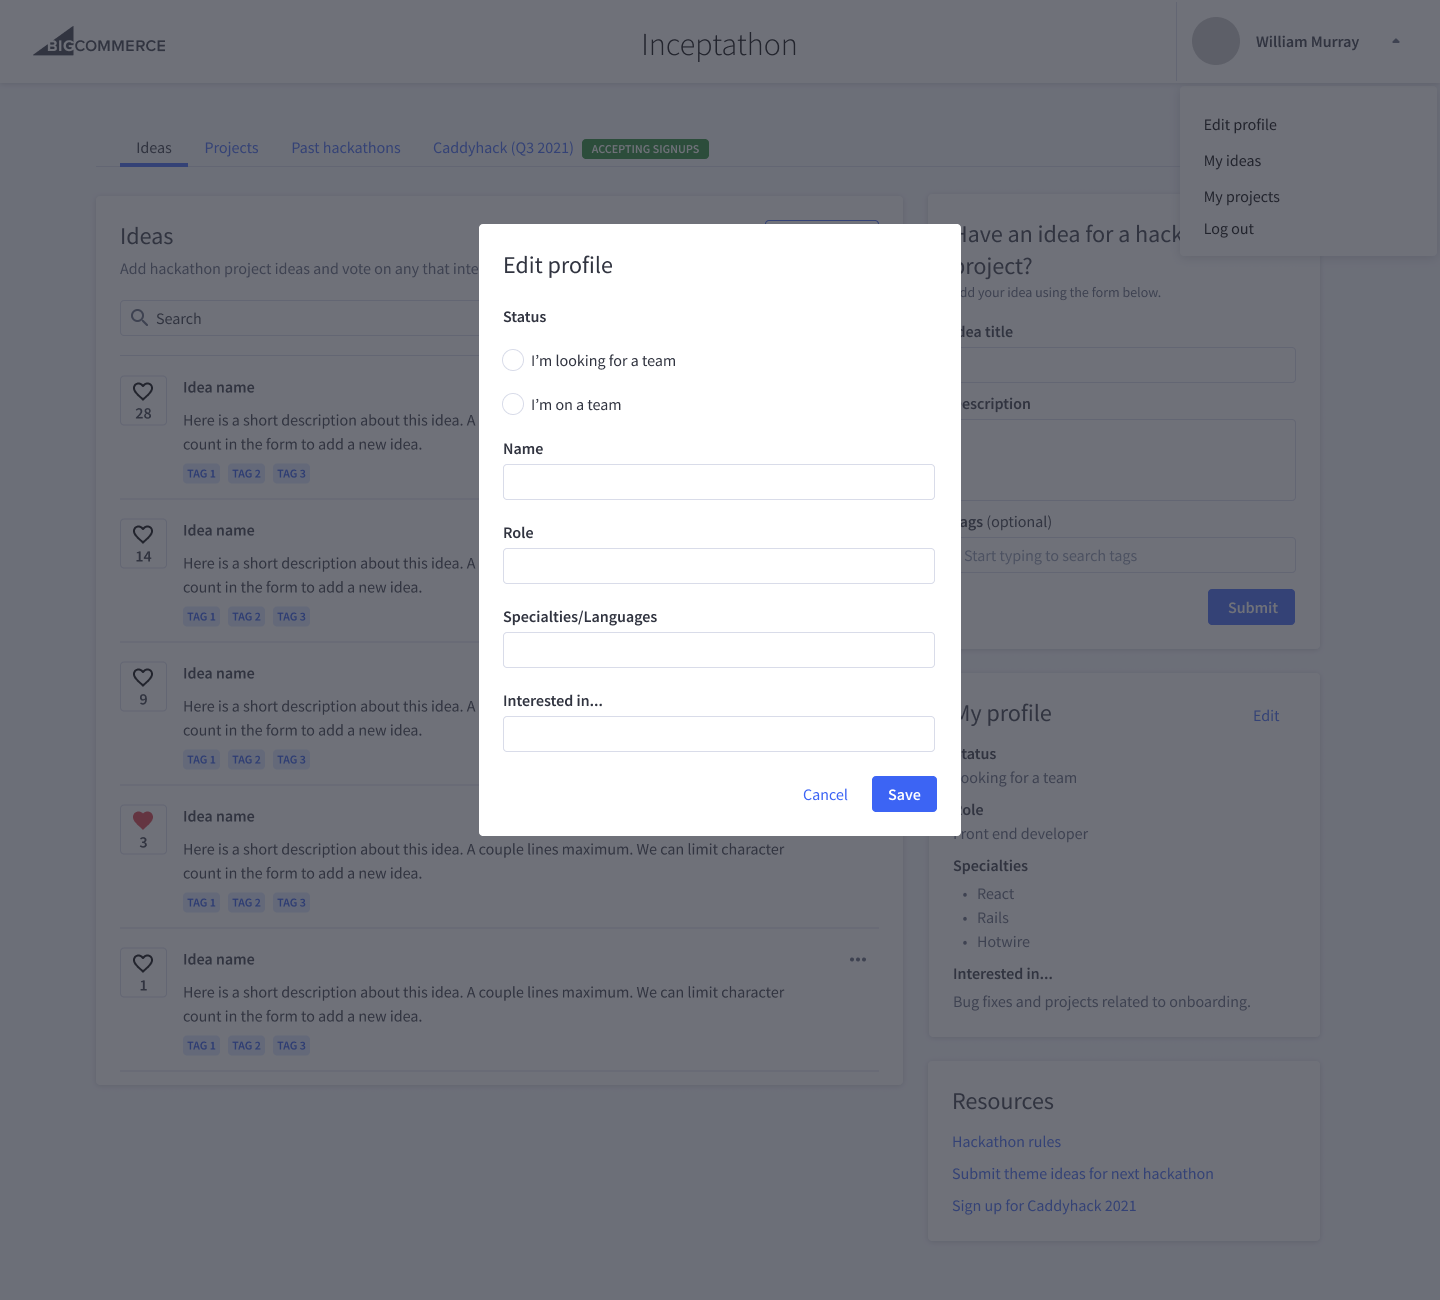 BIGCOMMERCE
Inceptathon
William Murray
Edit profile
My ideas
My projects
Log out
Ideas
Projects
Past hackathons
Caddyhack (Q3 2021)
ACCEPTING SIGNUPS
Ideas
Add hackathon project ideas and vote on any that inte
Search
28
Idea name
Here is a short description about this idea. A
count in the form to add a new idea.
TAG 1 TAG 2 TAG 3
14
Idea name
Here is a short description about this idea. A
count in the form to add a new idea.
TAG 1 TAG 2 TAG 3
9
Idea name
Here is a short description about this idea. A
count in the form to add a new idea.
TAG 1 TAG 2 TAG 3
3
Idea name
Here is a short description about this idea. A couple lines maximum. We can limit character
count in the form to add a new idea.
TAG 1 TAG 2 TAG 3
1
Idea name
Here is a short description about this idea. A couple lines maximum. We can limit character
count in the form to add a new idea.
TAG 1 TAG 2 TAG 3
Edit profile
Status
I’m looking for a team
I’m on a team
Name
Role
Specialties/Languages
Interested in...
Cancel
Save
Have an idea for a hack
project?
dd your idea using the form below.
dea title
escription
ags (optional)
Start typing to search tags
Submit
My profile
Edit
tatus
ooking for a team
ole
ront end developer
Specialties
• React
• Rails
• Hotwire
Interested in...
Bug fixes and projects related to onboarding.
Resources
Hackathon rules
Submit theme ideas for next hackathon
Sign up for Caddyhack 2021